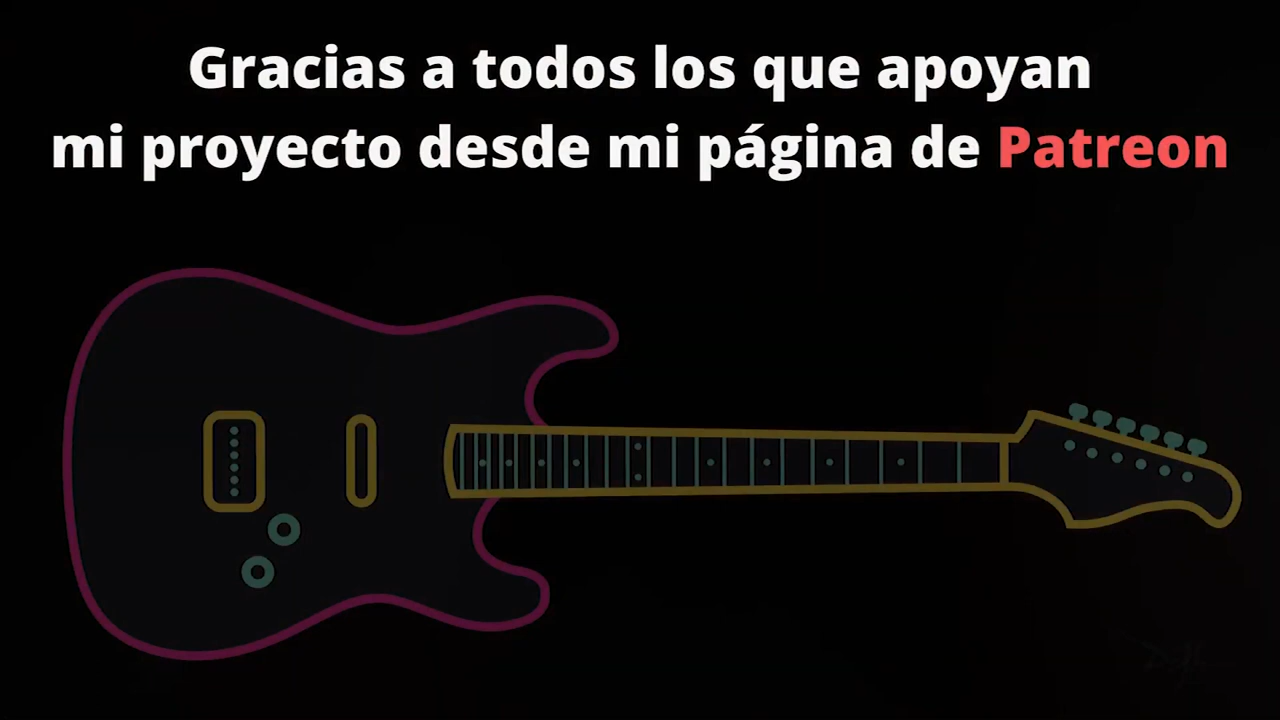 Gracias a todos los que apoyan
mi proyecto desde mi página de Patreon